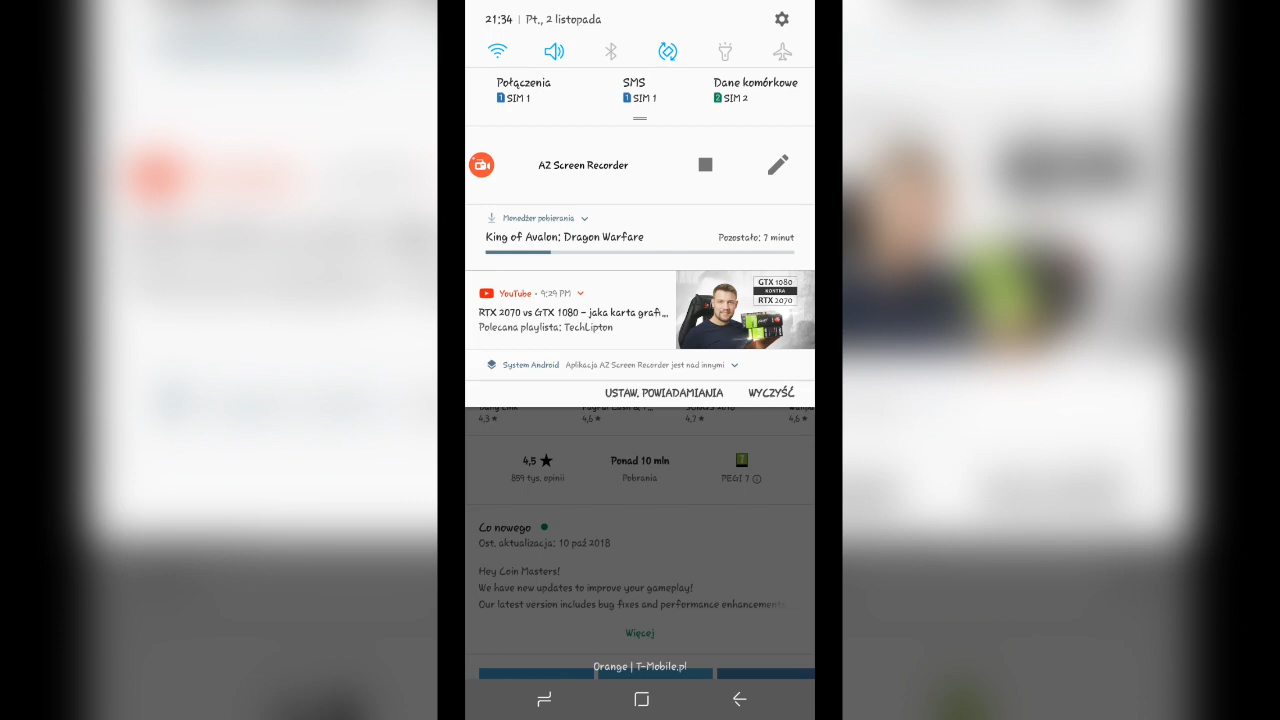 21:34 | Pt., 2 listopada
Połączenia SMS Dane komórkowe
1 SIM 1 1 SIM 1 2 SIM 2
AZ Screen Recorder
Menedżer pobierania
King of Avalon: Dragon Warfare Pozostało: 7 minut
YouTube • 9:29 PM
RTX 2070 vs GTX 1080 – jaka karta grafi...
Polecana playlista: TechLipton
GTX 1080
KONTRA
RTX 2070
System Android Aplikacja AZ Screen Recorder jest nad innymi
USTAW. POWIADAMIANIA WYCZYŚĆ
4,3 ★ 4,6 ★ 4,7 ★ 4,6 ★
4,5 ★ Ponad 10 mln 7
859 tys. opinii Pobrania PEGI 7
Co nowego
Ost. aktualizacja: 10 paź 2018
Hey Coin Masters!
We have new updates to improve your gameplay!
Our latest version includes bug fixes and performance enhancements
Więcej
Orange | T-Mobile.pl